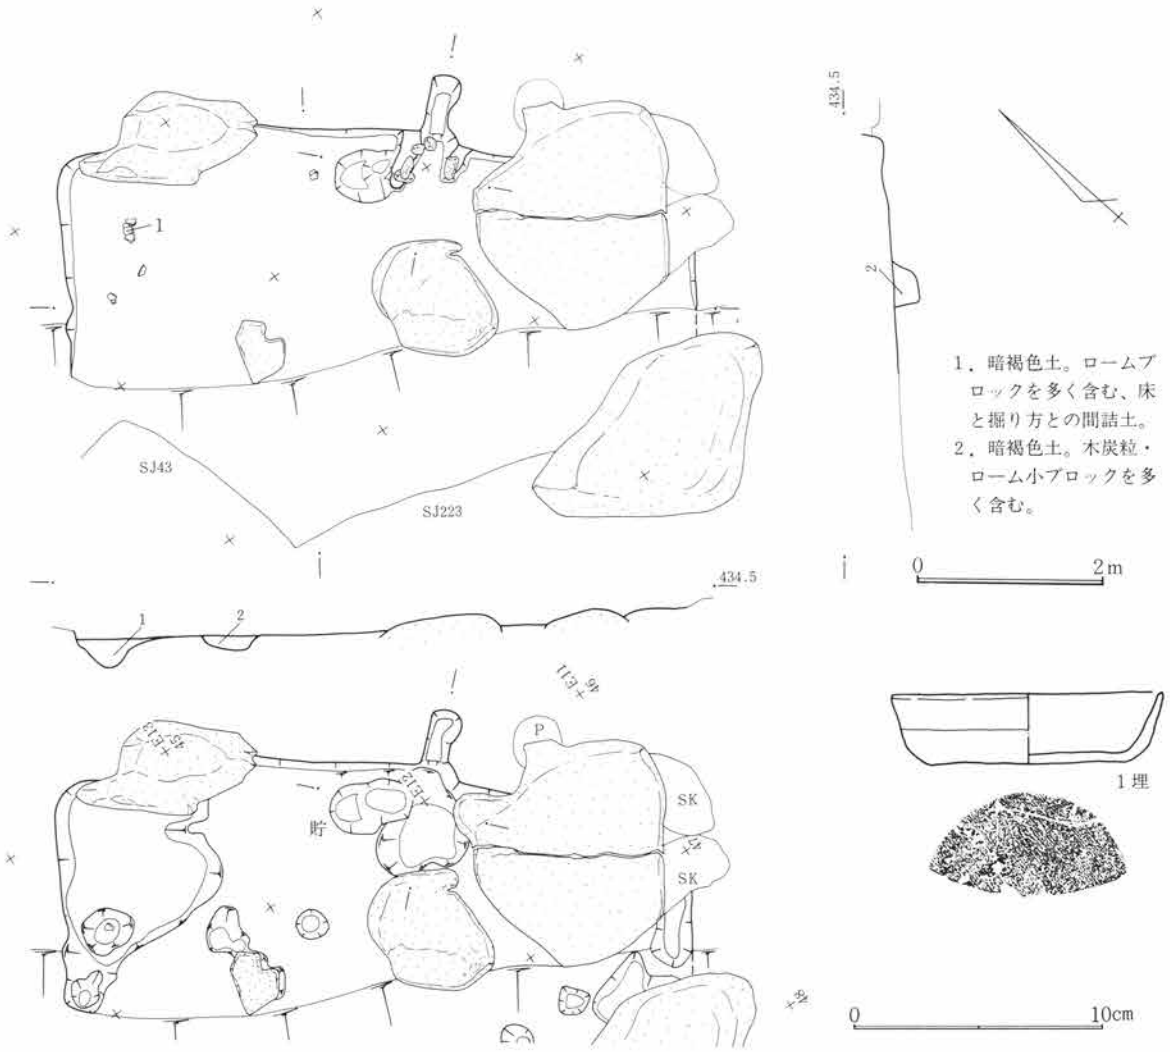 434.5
1
2
1．暗褐色土。ロームブ
ロックを多く含む、床
と掘り方との間詰土。
2．暗褐色土。木炭粒・
ローム小ブロックを多
く含む。
SJ43
SJ223
0 2m
434.5
1
2
+E11
46
P
+E13
45
+E12
貯
SK
SK
1埋
0 10cm